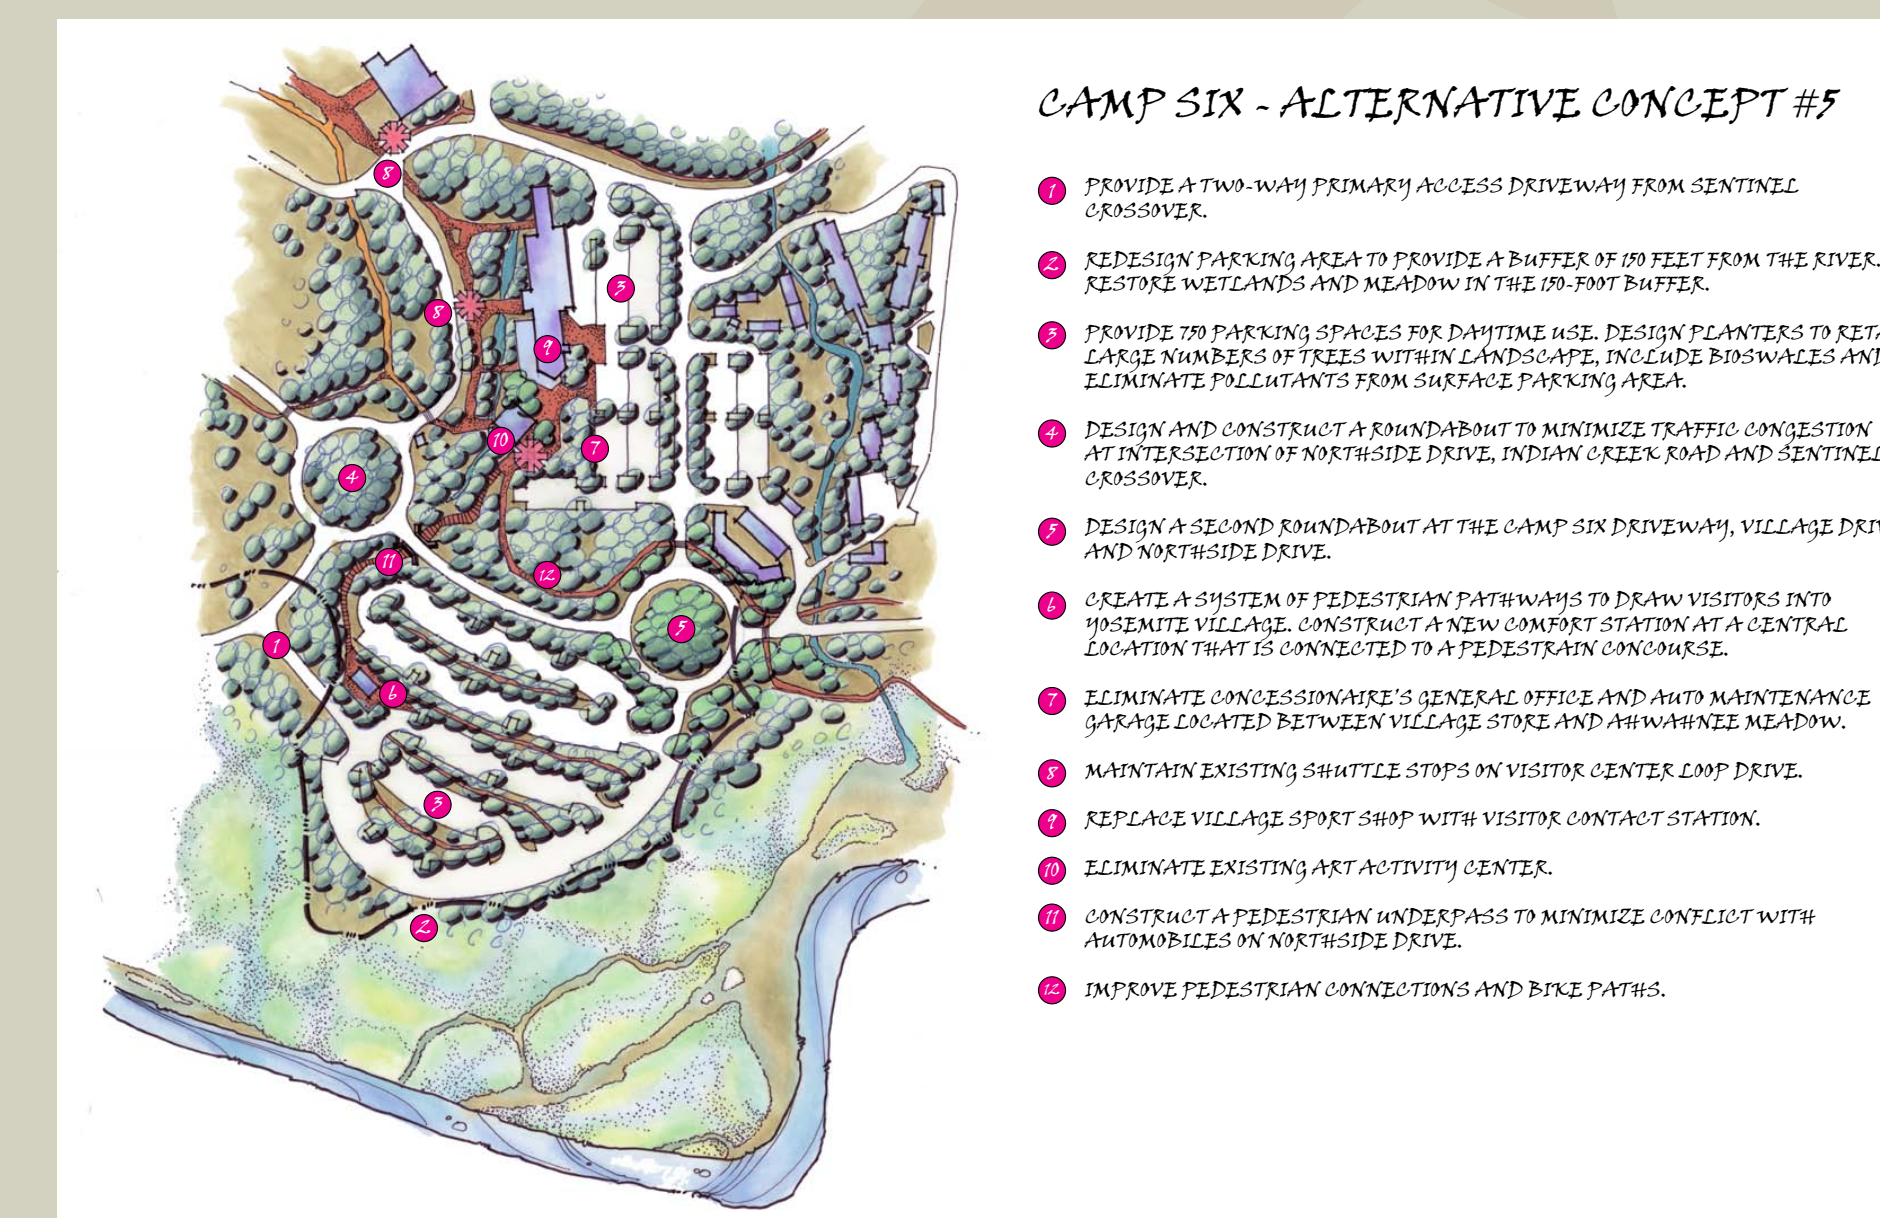 CAMP SIX - ALTERNATIVE CONCEPT #5
1 PROVIDE A TWO-WAY PRIMARY ACCESS DRIVEWAY FROM SENTINEL
CROSSOVER.
2 REDESIGN PARKING AREA TO PROVIDE A BUFFER OF 150 FEET FROM THE RIVER.
RESTORE WETLANDS AND MEADOW IN THE 150-FOOT BUFFER.
3 PROVIDE 750 PARKING SPACES FOR DAYTIME USE. DESIGN PLANTERS TO RETA
LARGE NUMBERS OF TREES WITHIN LANDSCAPE, INCLUDE BIOSWALES AND
ELIMINATE POLLUTANTS FROM SURFACE PARKING AREA.
4 DESIGN AND CONSTRUCT A ROUNDABOUT TO MINIMIZE TRAFFIC CONGESTION
AT INTERSECTION OF NORTHSIDE DRIVE, INDIAN CREEK ROAD AND SENTINEL
CROSSOVER.
5 DESIGN A SECOND ROUNDABOUT AT THE CAMP SIX DRIVEWAY, VILLAGE DRIV
AND NORTHSIDE DRIVE.
6 CREATE A SYSTEM OF PEDESTRIAN PATHWAYS TO DRAW VISITORS INTO
YOSEMITE VILLAGE. CONSTRUCT A NEW COMFORT STATION AT A CENTRAL
LOCATION THAT IS CONNECTED TO A PEDESTRAIN CONCOURSE.
7 ELIMINATE CONCESSIONAIRE'S GENERAL OFFICE AND AUTO MAINTENANCE
GARAGE LOCATED BETWEEN VILLAGE STORE AND AHWAHNEE MEADOW.
8 MAINTAIN EXISTING SHUTTLE STOPS ON VISITOR CENTER LOOP DRIVE.
9 REPLACE VILLAGE SPORT SHOP WITH VISITOR CONTACT STATION.
10 ELIMINATE EXISTING ART ACTIVITY CENTER.
11 CONSTRUCT A PEDESTRIAN UNDERPASS TO MINIMIZE CONFLICT WITH
AUTOMOBILES ON NORTHSIDE DRIVE.
12 IMPROVE PEDESTRIAN CONNECTIONS AND BIKE PATHS.
8
3
8
9
10
7
4
11
12
5
1
6
3
2